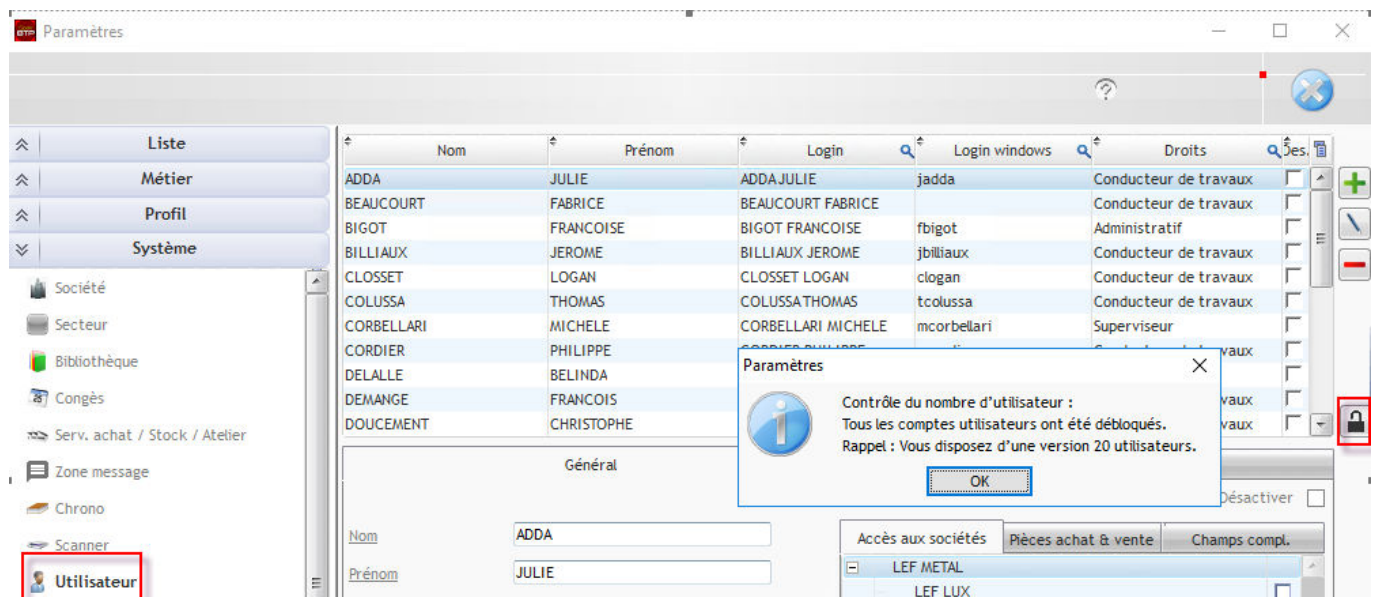 BTP Paramètres
Liste
Métier
Profil
Système
Société
Secteur
Bibliothèque
Congès
Serv. achat / Stock / Atelier
Zone message
Chrono
Scanner
Utilisateur
Nom Prénom Login Login windows Droits Des.
ADDA JULIE ADDAJULIE jadda Conducteur de travaux
BEAUCOURT FABRICE BEAUCOURT FABRICE Conducteur de travaux
BIGOT FRANCOISE BIGOT FRANCOISE fbigot Administratif
BILLIAUX JEROME BILLIAUX JEROME jbilliaux Conducteur de travaux
CLOSSET LOGAN CLOSSET LOGAN clogan Conducteur de travaux
COLUSSA THOMAS COLUSSATHOMAS tcolussa Conducteur de travaux
CORBELLARI MICHELE CORBELLARI MICHELE mcorbellari Superviseur
CORDIER PHILIPPE
DELALLE BELINDA
DEMANGE FRANCOIS
DOUCEMENT CHRISTOPHE
Paramètres
Contrôle du nombre d'utilisateur :
Tous les comptes utilisateurs ont été débloqués.
Rappel : Vous disposez d'une version 20 utilisateurs.
OK
Général
Désactiver
Nom ADDA
Prénom JULIE
Accès aux sociétés Pièces achat & vente Champs compl.
LEF METAL
LEF LUX